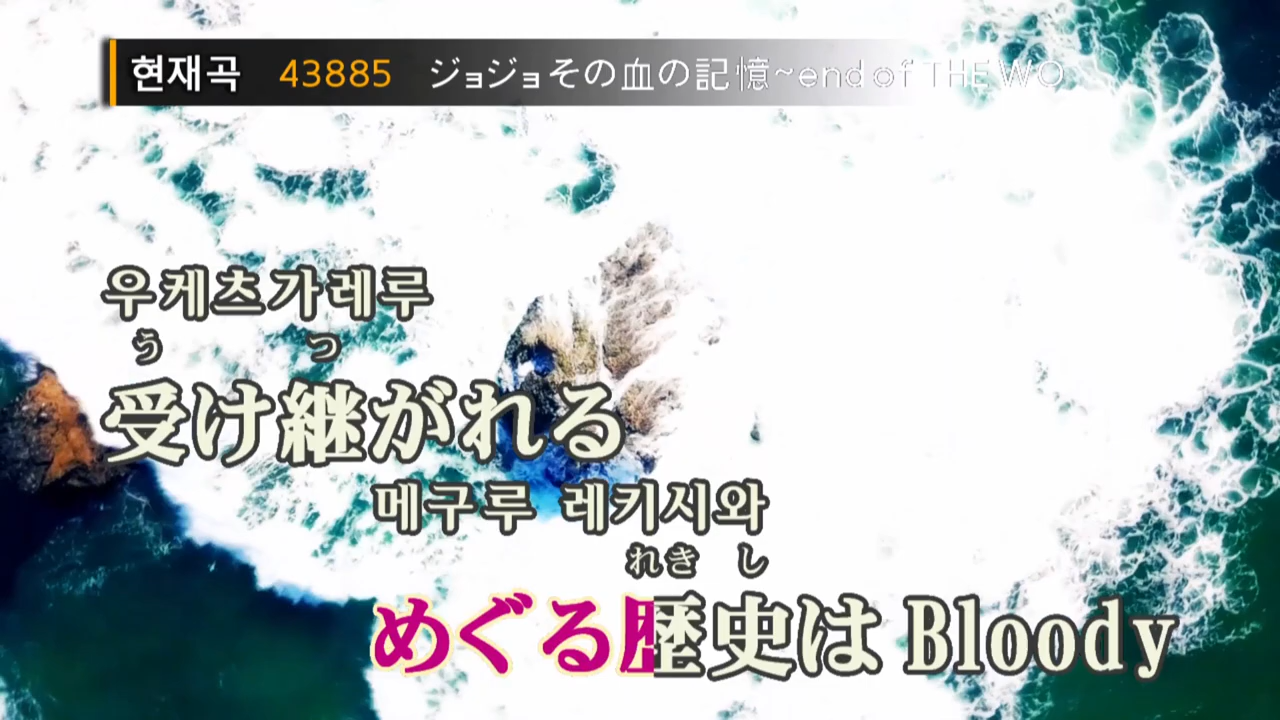 현재곡 43885 ジョジョその血の記憶~end of THE WO
우케츠가레루
う つ
受け継がれる
메구루 레키시와
れき し
めぐる歴史は Bloody